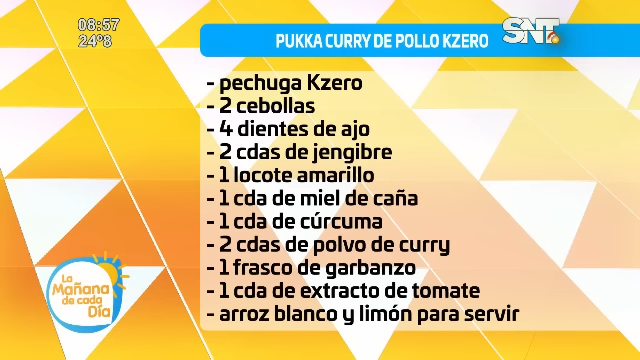 08:57
24°8
PUKKA CURRY DE POLLO KZERO
SNT
- pechuga Kzero
- 2 cebollas
- 4 dientes de ajo
- 2 cdas de jengibre
- 1 locote amarillo
- 1 cda de miel de caña
- 1 cda de cúrcuma
- 2 cdas de polvo de curry
- 1 frasco de garbanzo
- 1 cda de extracto de tomate
- arroz blanco y limón para servir
La
Mañana
de cada
Día